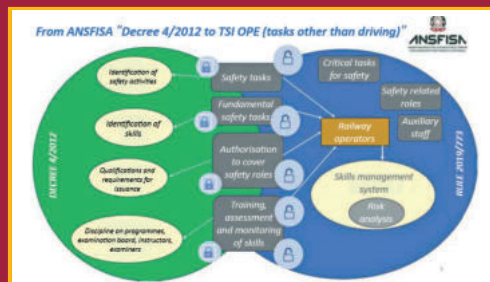 From ANSFISA "Decree 4/2012 to TSI OPE (tasks other than driving)"
ANSFISA
Identification of
safety activities
Identification of
skills
Qualifications and
requirements for
issuance
Discipline on programmes,
examination board, instructors,
examiners
DECREE 4/2012
Safety tasks
Fundamental
safety tasks
Authorisation to
cover
safety roles
Training,
assessment
and monitoring
of skills
Critical tasks
for safety
Safety related
roles
Auxiliary
staff
Railway
operators
Skills management
system
Risk
analysis
RULE 2019/773